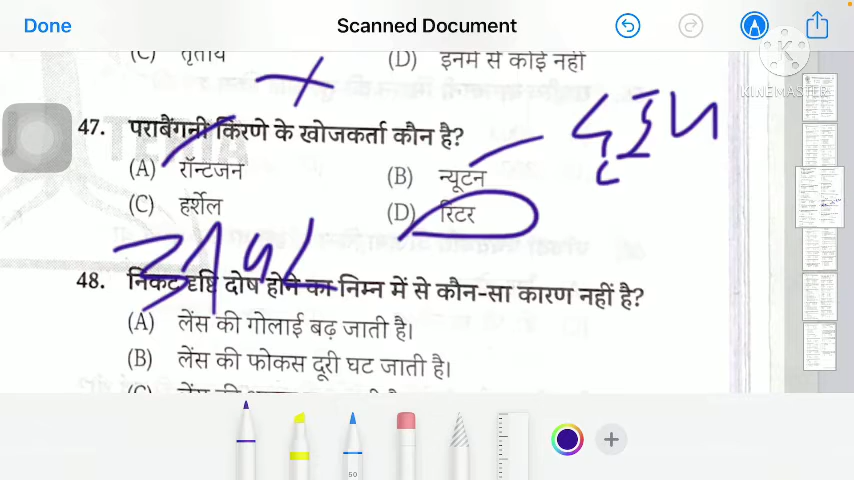 Done
Scanned Document
KINEMASTER
(C) तृतीय
(D) इनमें से कोई नहीं
47. पराबैंगनी किरणे के खोजकर्ता कौन है?
(A) रॉन्टजन
(B) न्यूटन
(C) हर्शेल
(D) रिटर
48. निकट दृष्टि दोष होने का निम्न में से कौन-सा कारण नहीं है?
(A) लेंस की गोलाई बढ़ जाती है।
(B) लेंस की फोकस दूरी घट जाती है।
50